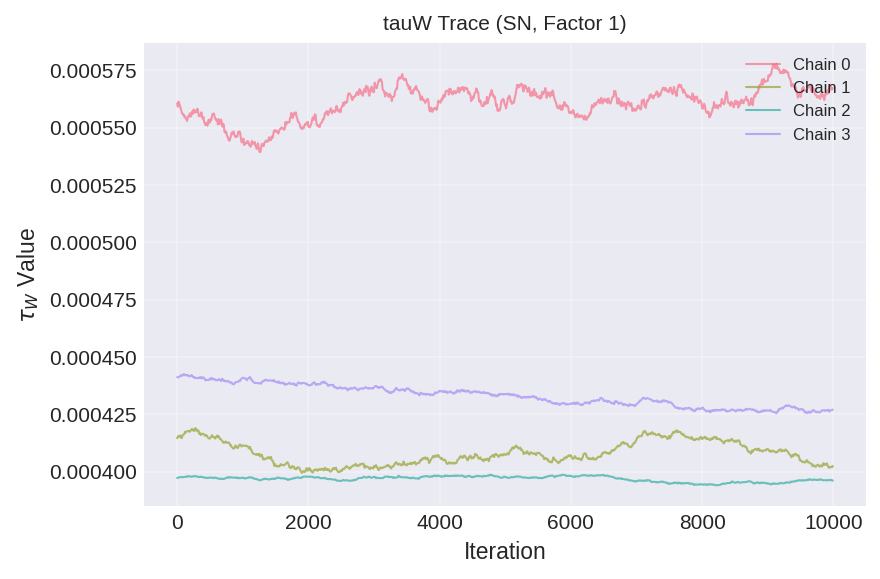 tauW Trace (SN, Factor 1)
0.000575
0.000550
0.000525
0.000500
0.000475
0.000450
0.000425
0.000400
τW Value
Chain 0
Chain 1
Chain 2
Chain 3
0 2000 4000 6000 8000 10000
Iteration